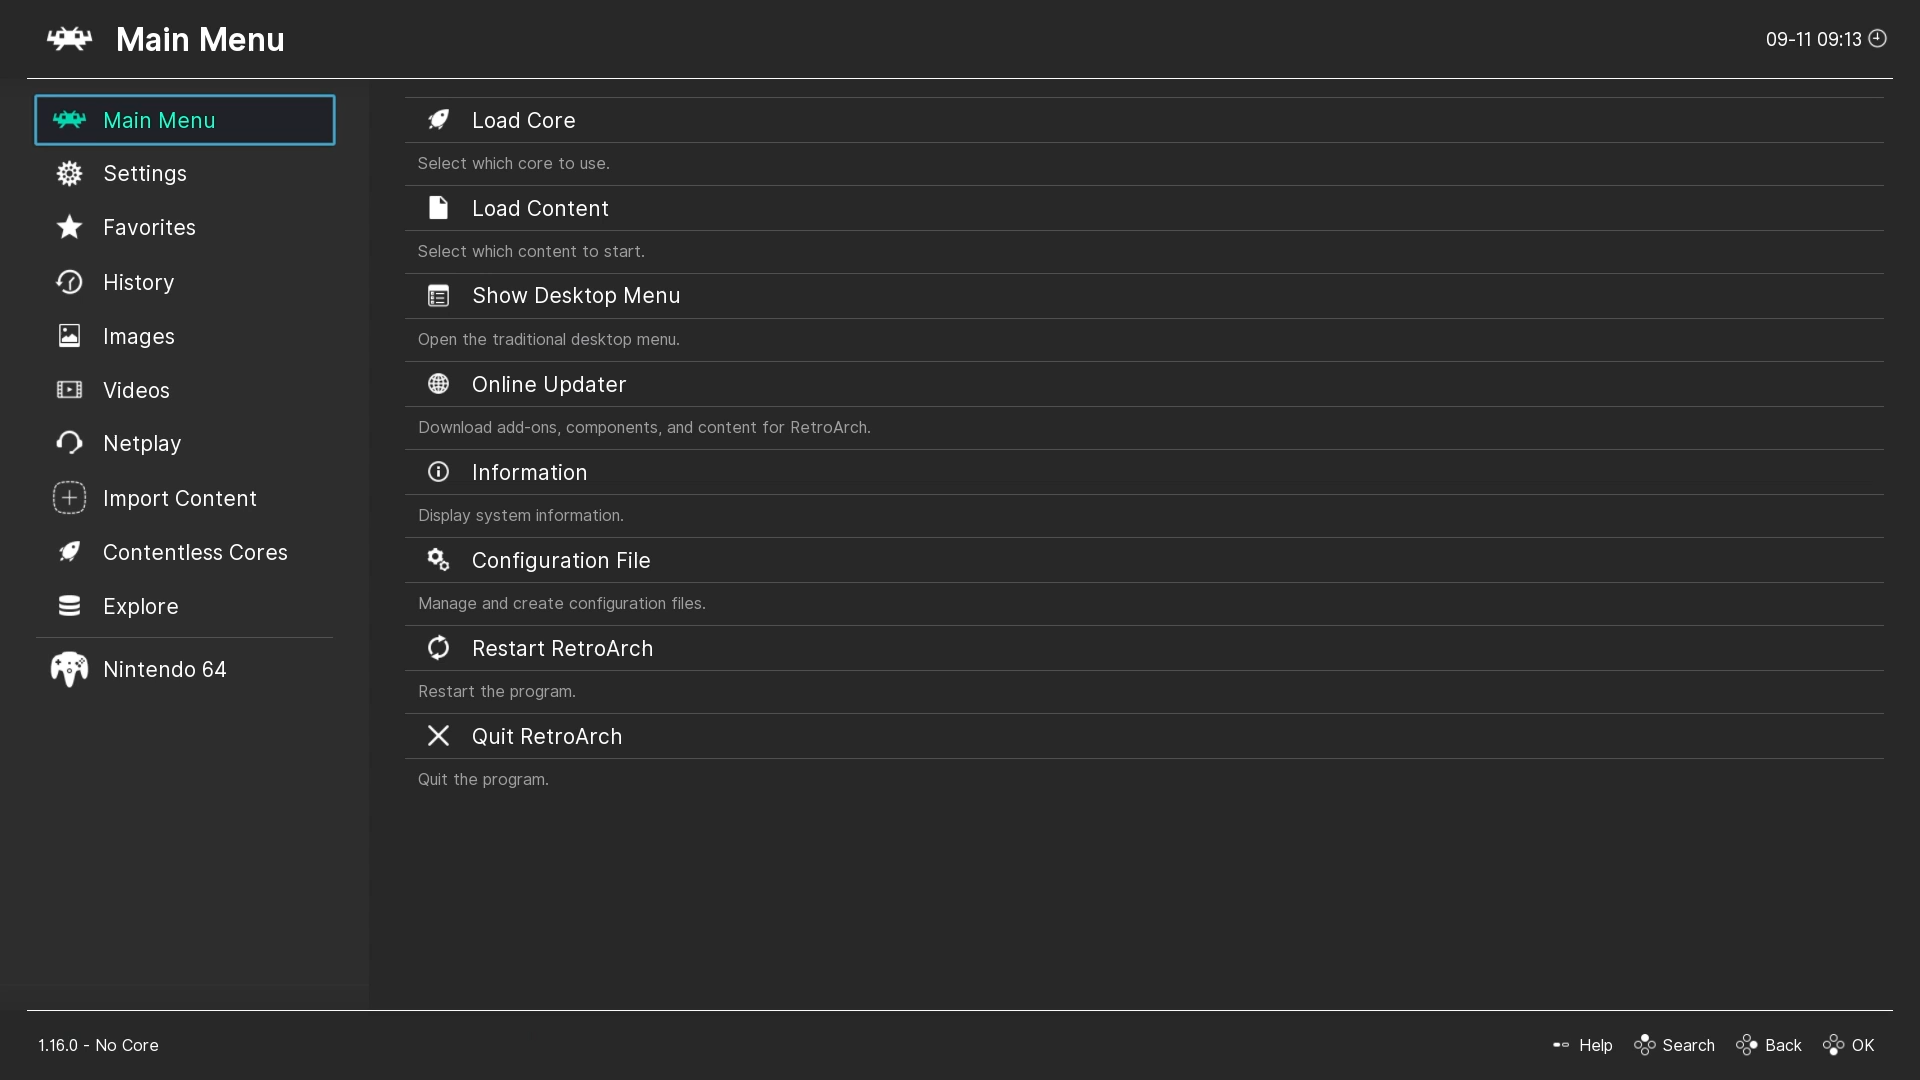 Main Menu
09-11 09:13
Main Menu
Settings
Favorites
History
Images
Videos
Netplay
Import Content
Contentless Cores
Explore
Nintendo 64
Load Core
Select which core to use.
Load Content
Select which content to start.
Show Desktop Menu
Open the traditional desktop menu.
Online Updater
Download add-ons, components, and content for RetroArch.
Information
Display system information.
Configuration File
Manage and create configuration files.
Restart RetroArch
Restart the program.
Quit RetroArch
Quit the program.
1.16.0 - No Core
Help Search Back OK